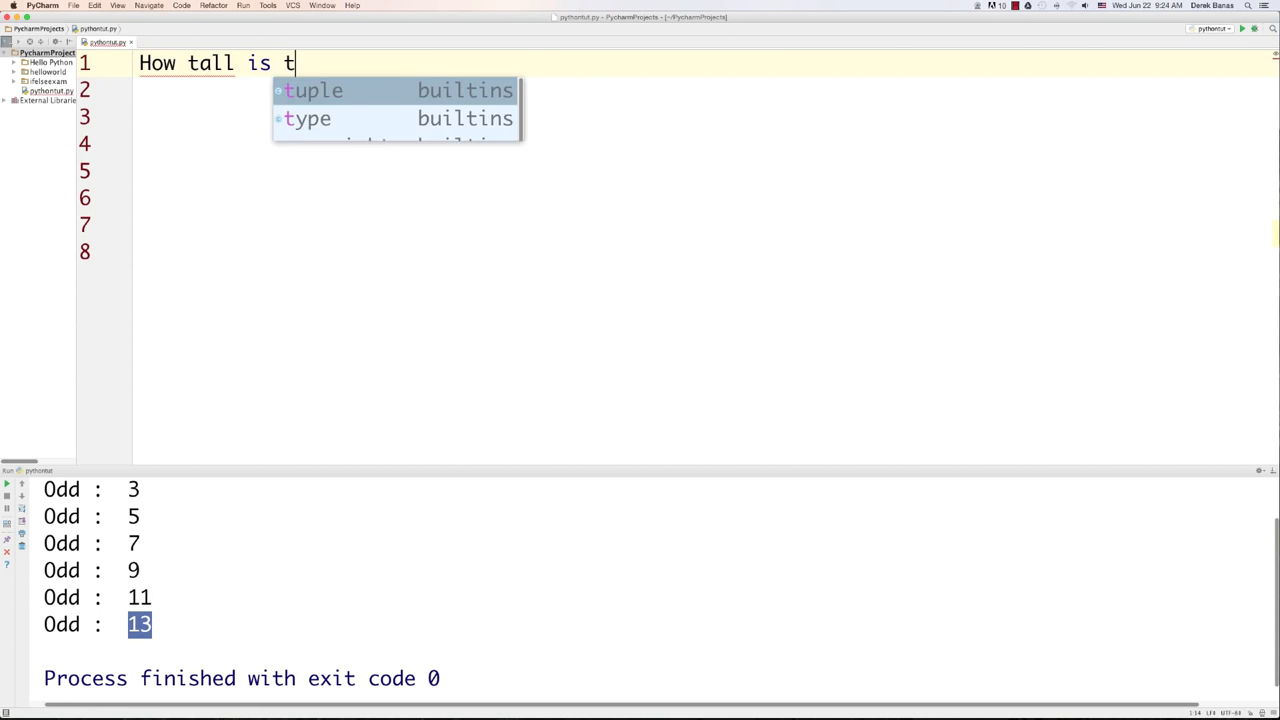 PyCharm File Edit View Navigate Code Refactor Run Tools VCS Window Help
10 Wed Jun 22 9:24 AM Derek Banas
pythontut.py - PycharmProjects - [~/PycharmProjects]
PycharmProjects pythontut.py
pythontut
pythontut.py
PycharmProject
Hello Python
helloworld
ifelseexam
pythontut.py
External Librarie
1 How tall is t
2
3
4
5
6
7
8
tuple builtins
type builtins
Run pythontut
Odd : 3
Odd : 5
Odd : 7
Odd : 9
Odd : 11
Odd : 13
Process finished with exit code 0
1:14 LF÷ UTF-8÷